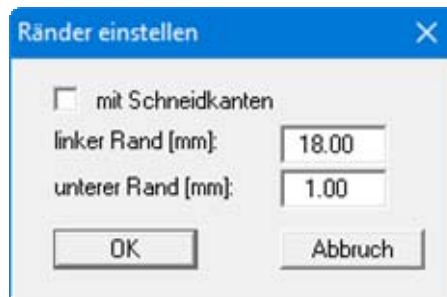 Ränder einstellen
mit Schneidkanten
linker Rand [mm]: 18.00
unterer Rand [mm]: 1.00
OK Abbruch